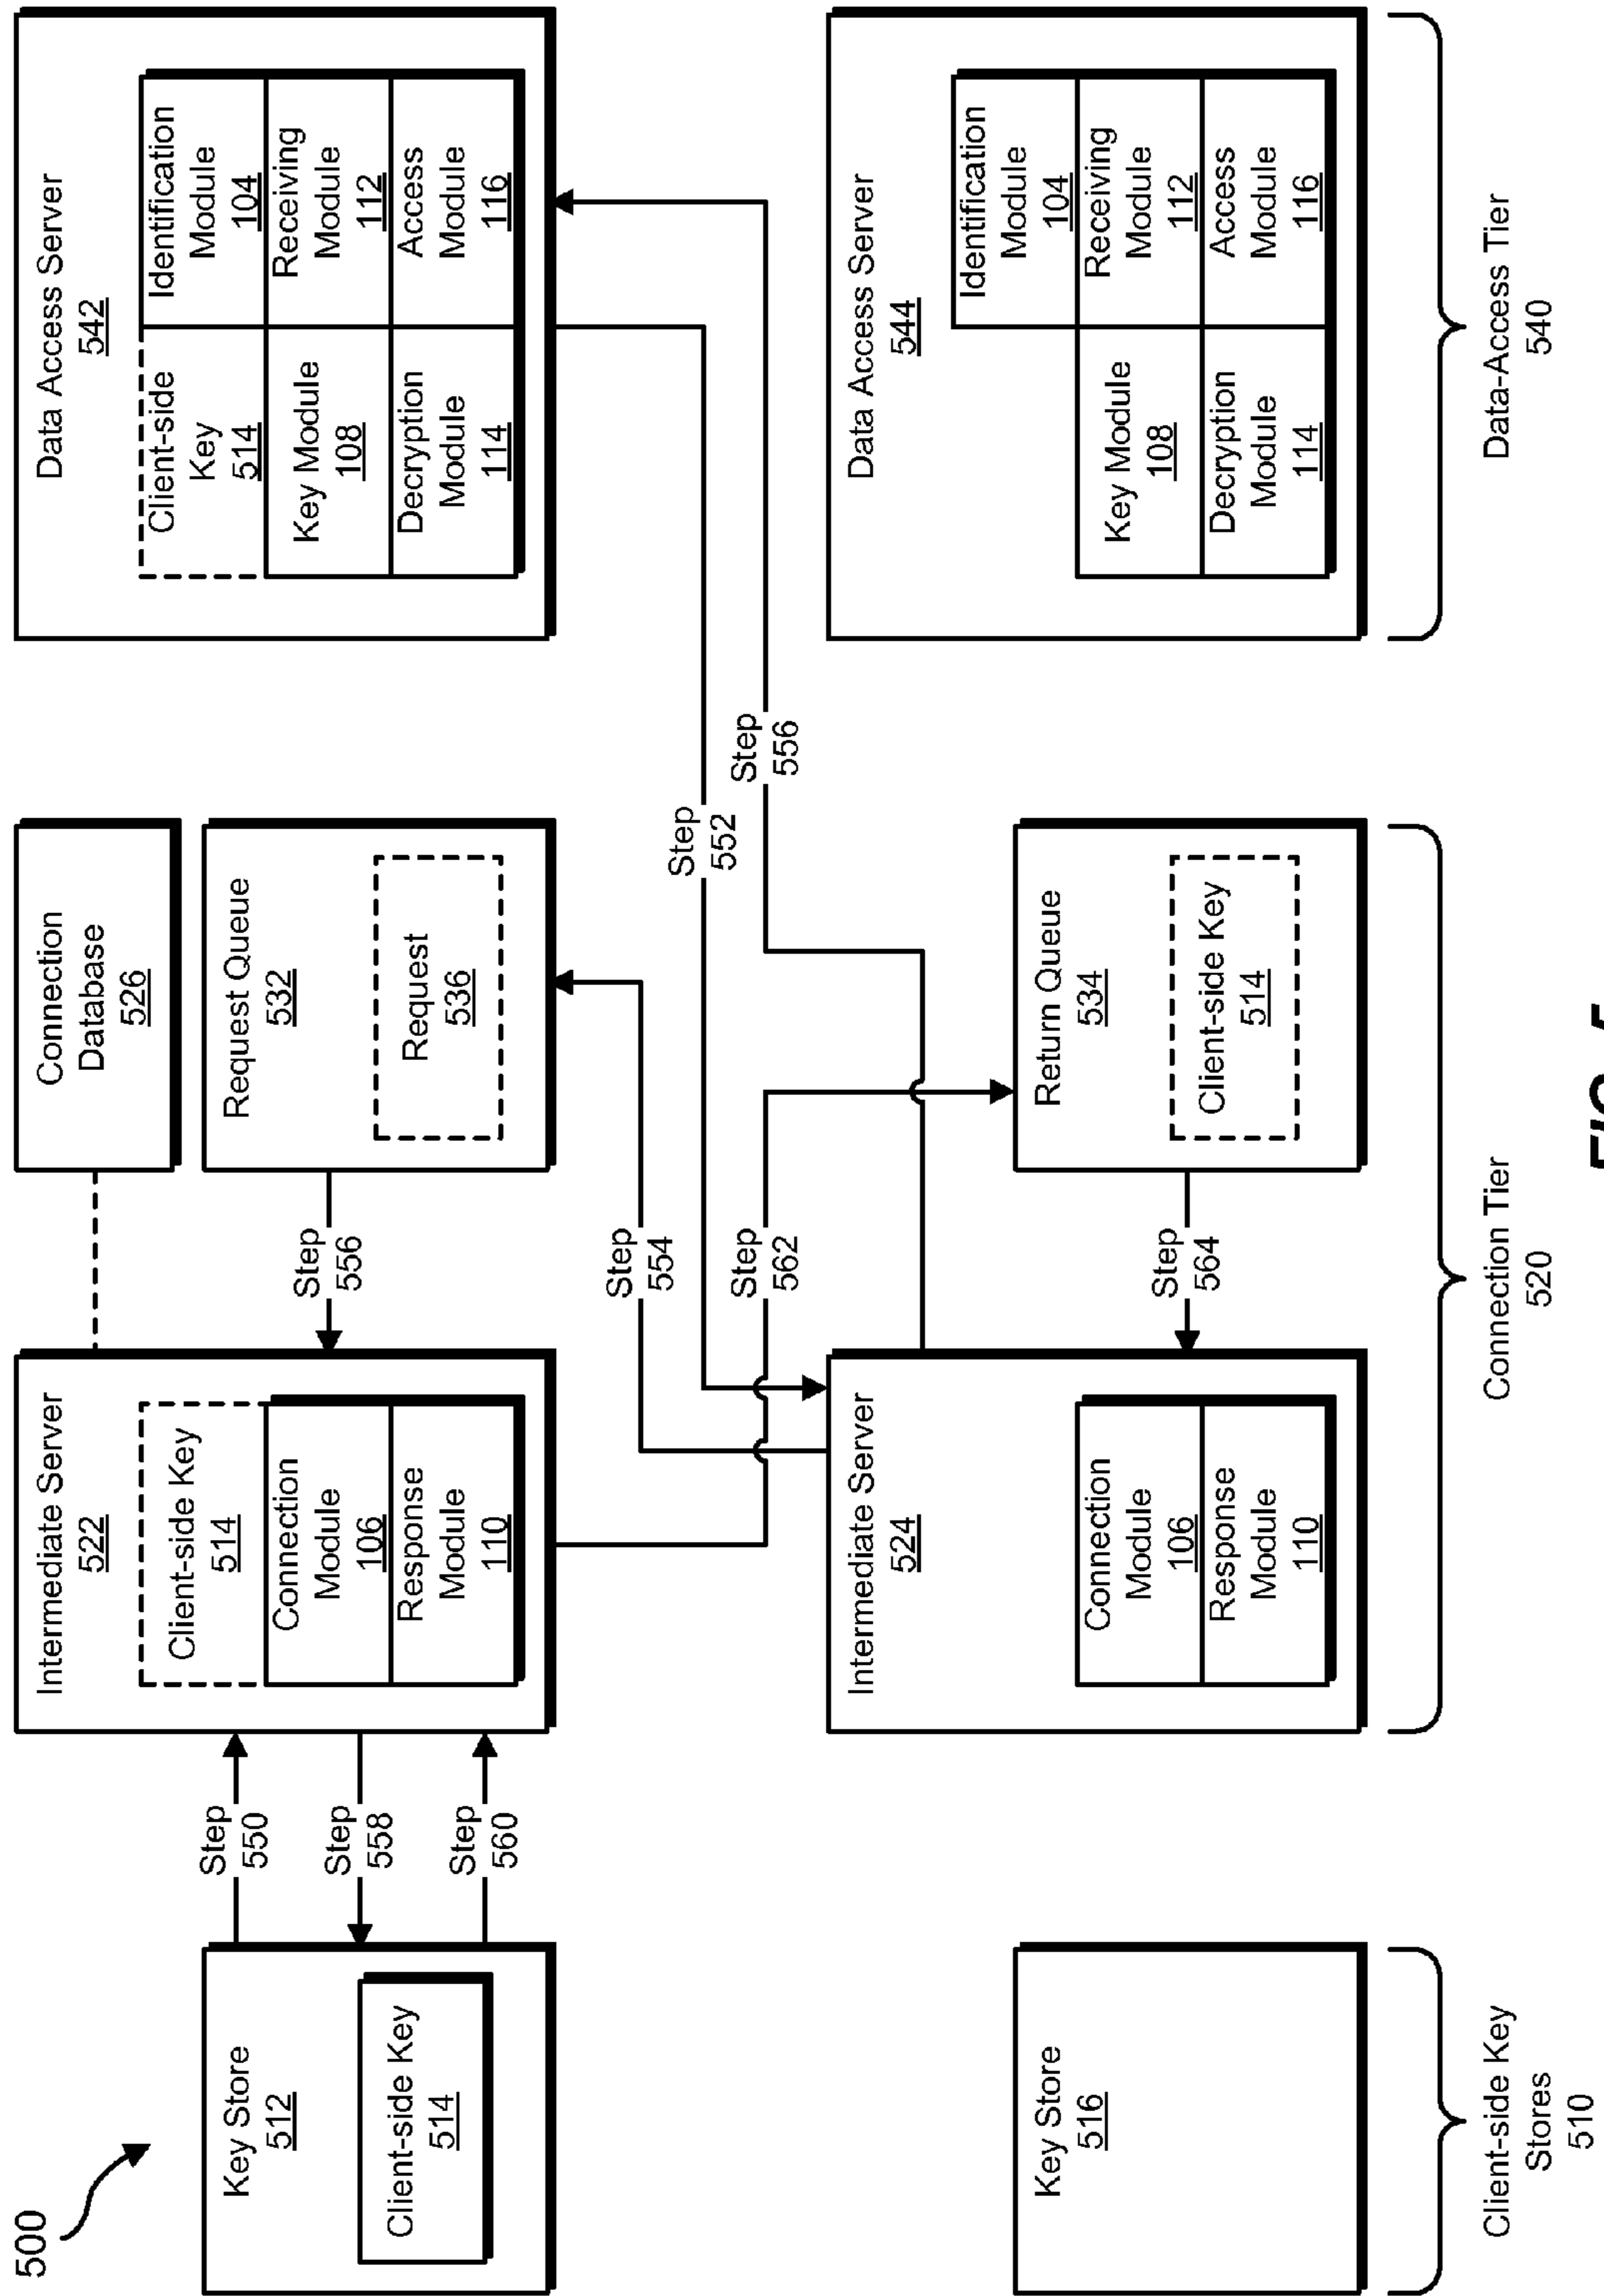 500
Key Store
512
Client-side Key
514
Step
550
Step
558
Step
560
Intermediate Server
522
Client-side Key
514
Connection
Module
106
Response
Module
110
Connection
Database
526
Request Queue
532
Request
536
Step
556
Data Access Server
542
Client-side
Key
514
Identification
Module
104
Key Module
108
Receiving
Module
112
Decryption
Module
114
Access
Module
116
Step
554
Step
552
Step
562
Step
556
Key Store
516
Intermediate Server
524
Connection
Module
106
Response
Module
110
Step
564
Return Queue
534
Client-side Key
514
Data Access Server
544
Identification
Module
104
Key Module
108
Receiving
Module
112
Decryption
Module
114
Access
Module
116
Client-side Key
Stores
510
Connection Tier
520
Data-Access Tier
540